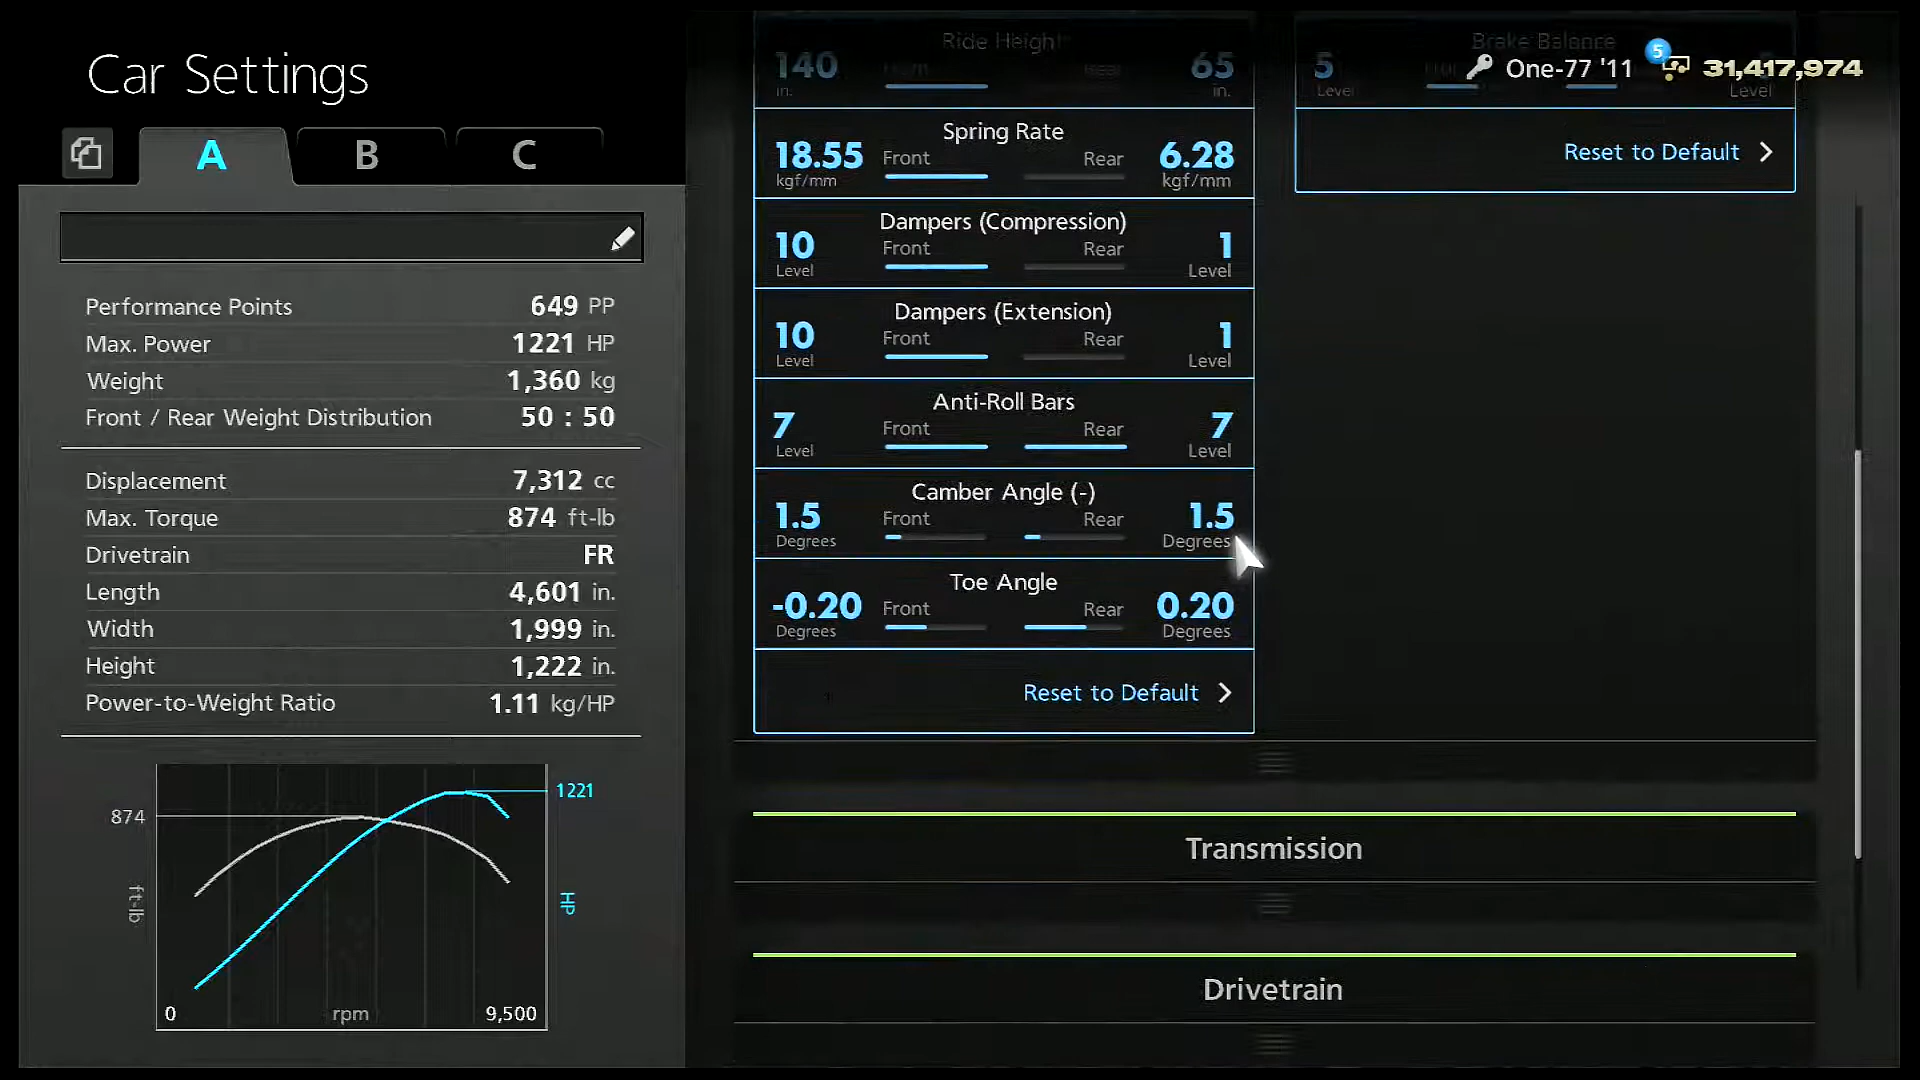 Car Settings
A
B
C
Performance Points 649 PP
Max. Power 1221 HP
Weight 1,360 kg
Front / Rear Weight Distribution 50 : 50
Displacement 7,312 cc
Max. Torque 874 ft-lb
Drivetrain FR
Length 4,601 in.
Width 1,999 in.
Height 1,222 in.
Power-to-Weight Ratio 1.11 kg/HP
1221
874
ft-lb
HP
0 rpm 9,500
Ride Height
140 Rear 65
in. in.
Spring Rate
18.55 Front Rear 6.28
kgf/mm kgf/mm
Dampers (Compression)
10 Front Rear 1
Level Level
Dampers (Extension)
10 Front Rear 1
Level Level
Anti-Roll Bars
7 Front Rear 7
Level Level
Camber Angle (-)
1.5 Front Rear 1.5
Degrees Degrees
Toe Angle
-0.20 Front Rear 0.20
Degrees Degrees
Reset to Default
Brake Balance
5 One-77 '11 5 31,417,974
Level Level
Reset to Default
Transmission
Drivetrain